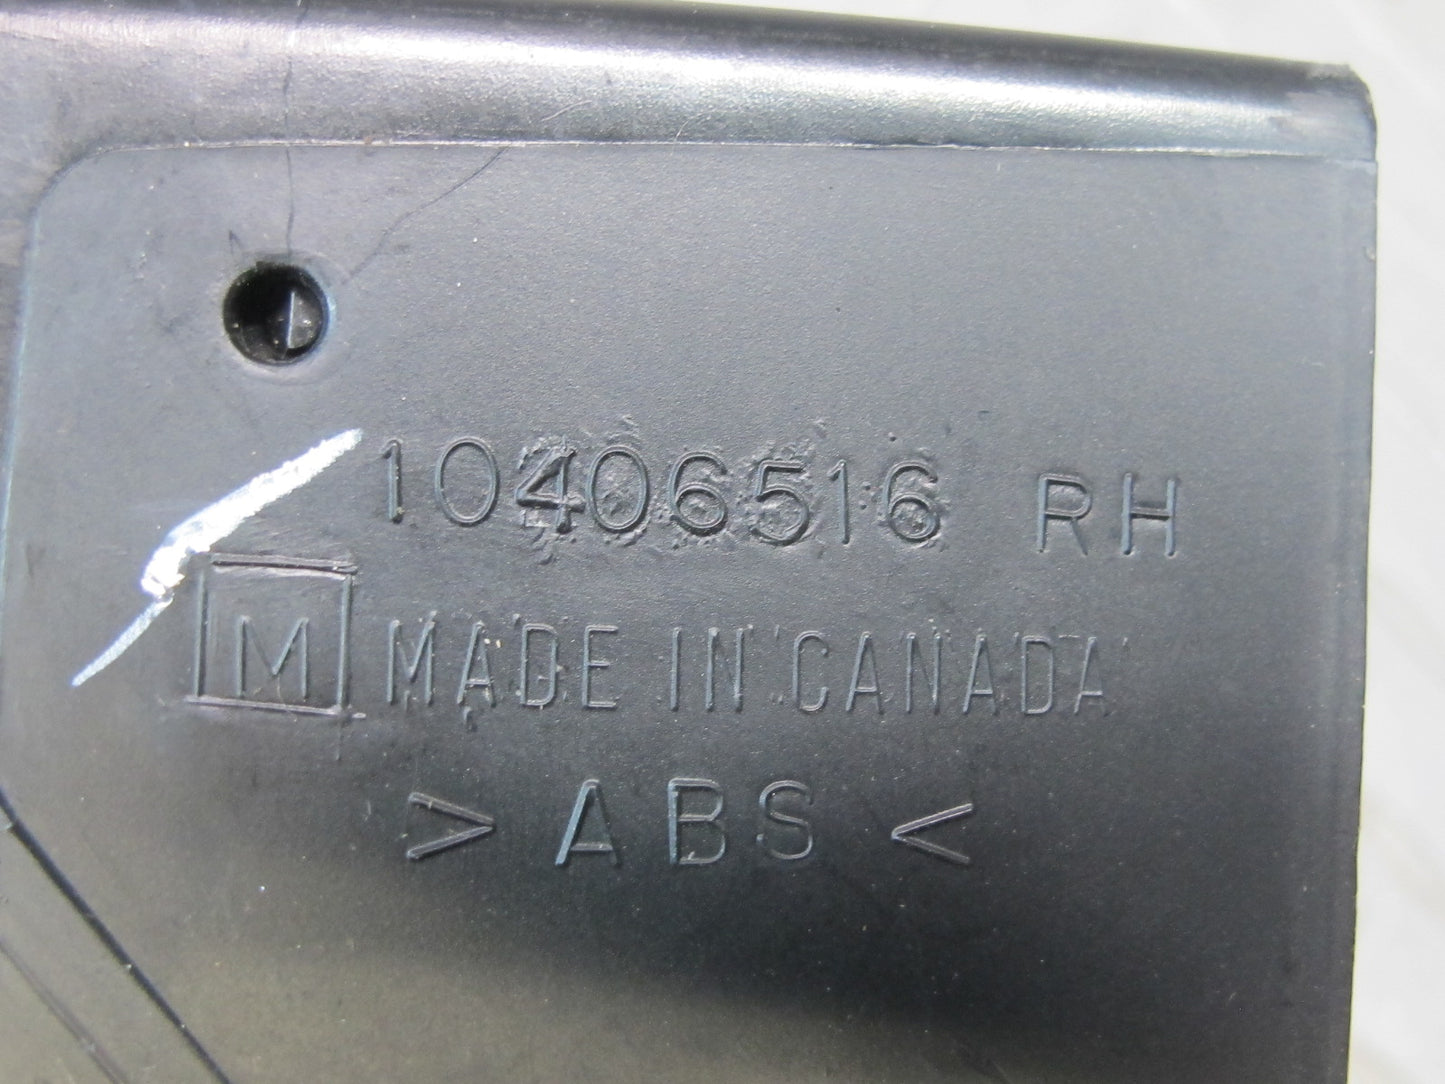 10406516 RH
M MADE IN CANADA
> ABS <